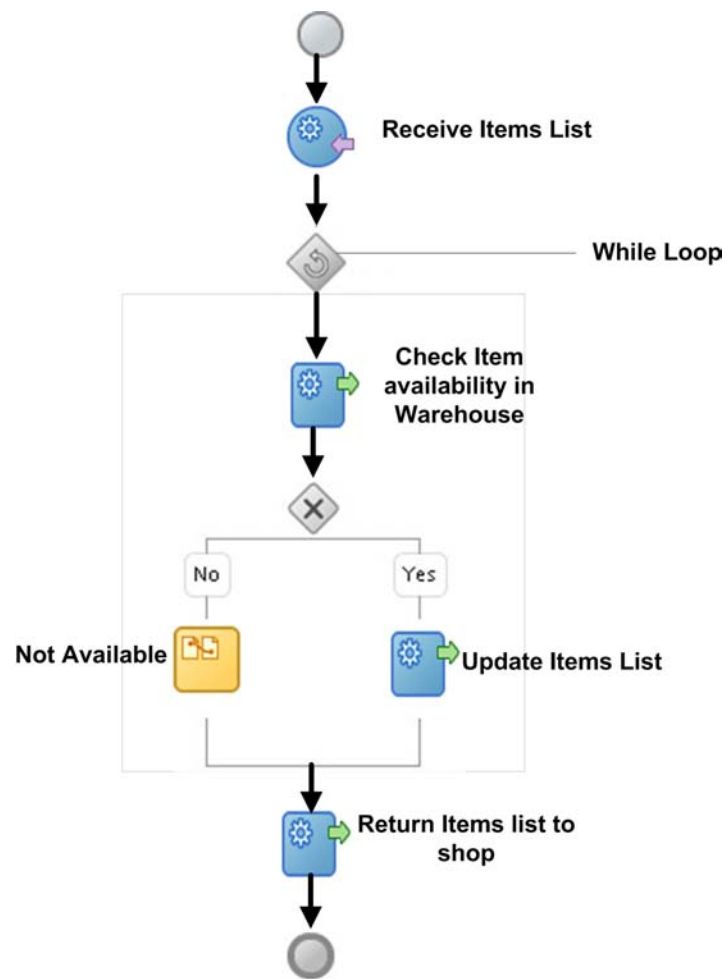 Receive Items List
While Loop
Check Item
availability in
Warehouse
No
Yes
Not Available
Update Items List
Return Items list to
shop